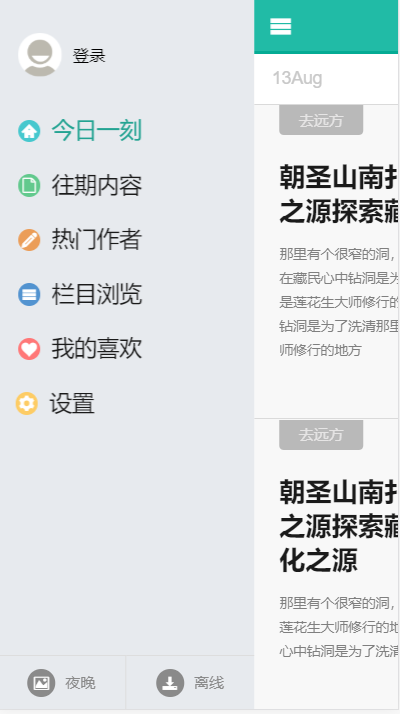 登录
今日一刻
往期内容
热门作者
栏目浏览
我的喜欢
设置
夜晚
离线
13Aug
去远方
朝圣山南
之源探索
那里有个很窄的洞，
在藏民心中钻洞是为
是莲花生大师修行的
钻洞是为了洗清那里
师修行的地方
去远方
朝圣山南
之源探索
化之源
那里有个很窄的洞，
莲花生大师修行的地
心中钻洞是为了洗清